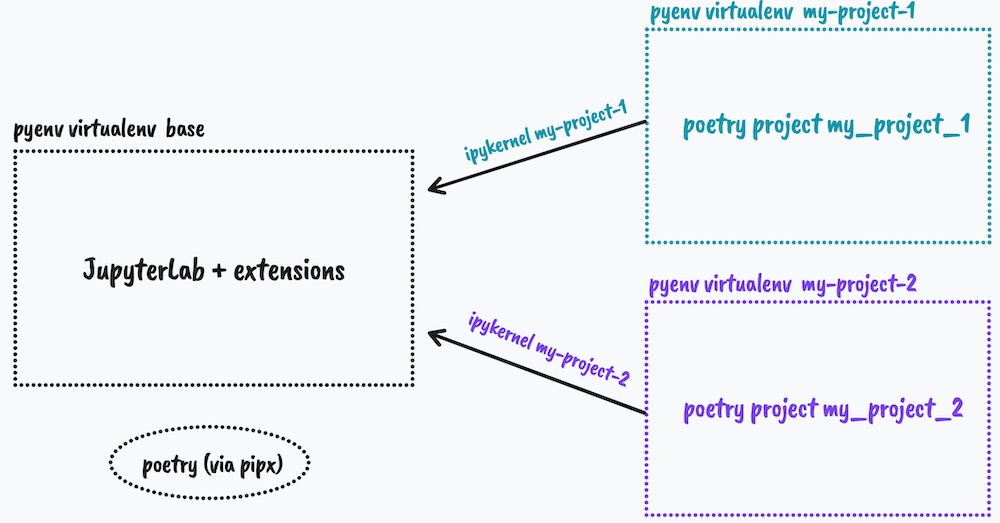 pyenv virtualenv my-project-1
poetry project my_project_1
ipykernel my-project-1
pyenv virtualenv base
JupyterLab + extensions
pyenv virtualenv my-project-2
ipykernel my-project-2
poetry project my_project_2
poetry (via pipx)